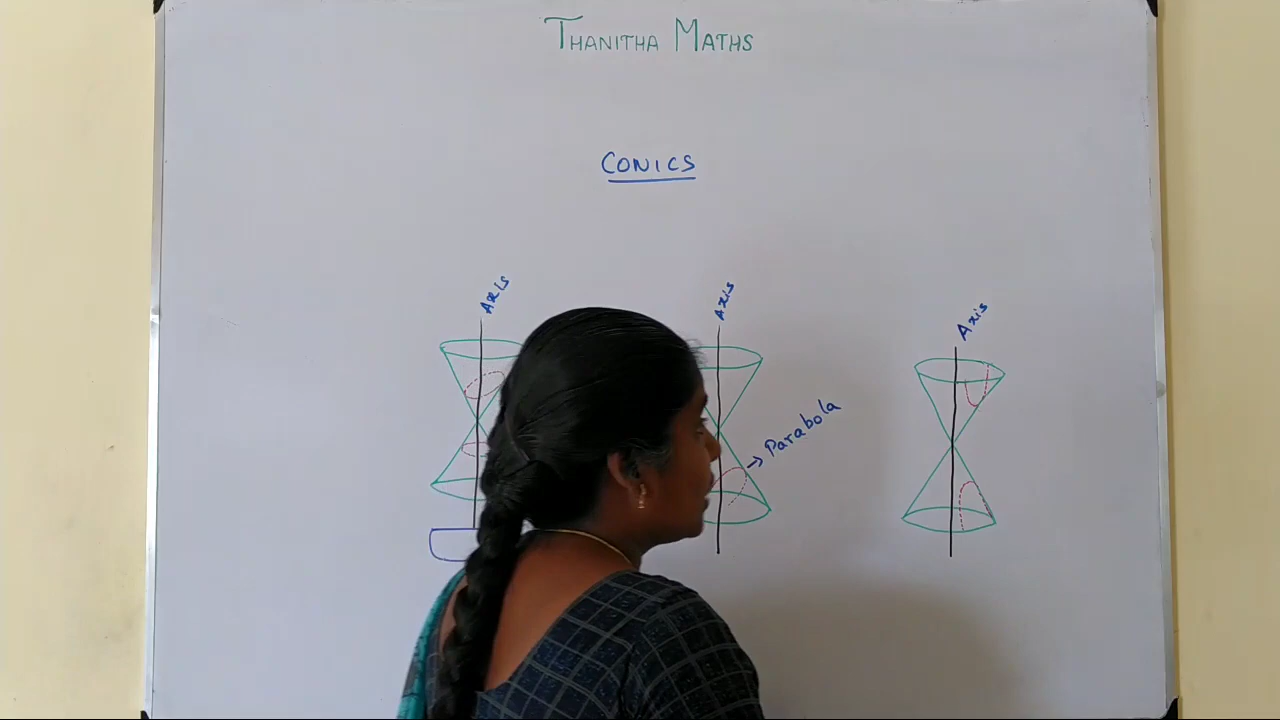 THANITHA MATHS
CONICS
Axis
Axis
Axis
→ Parabola